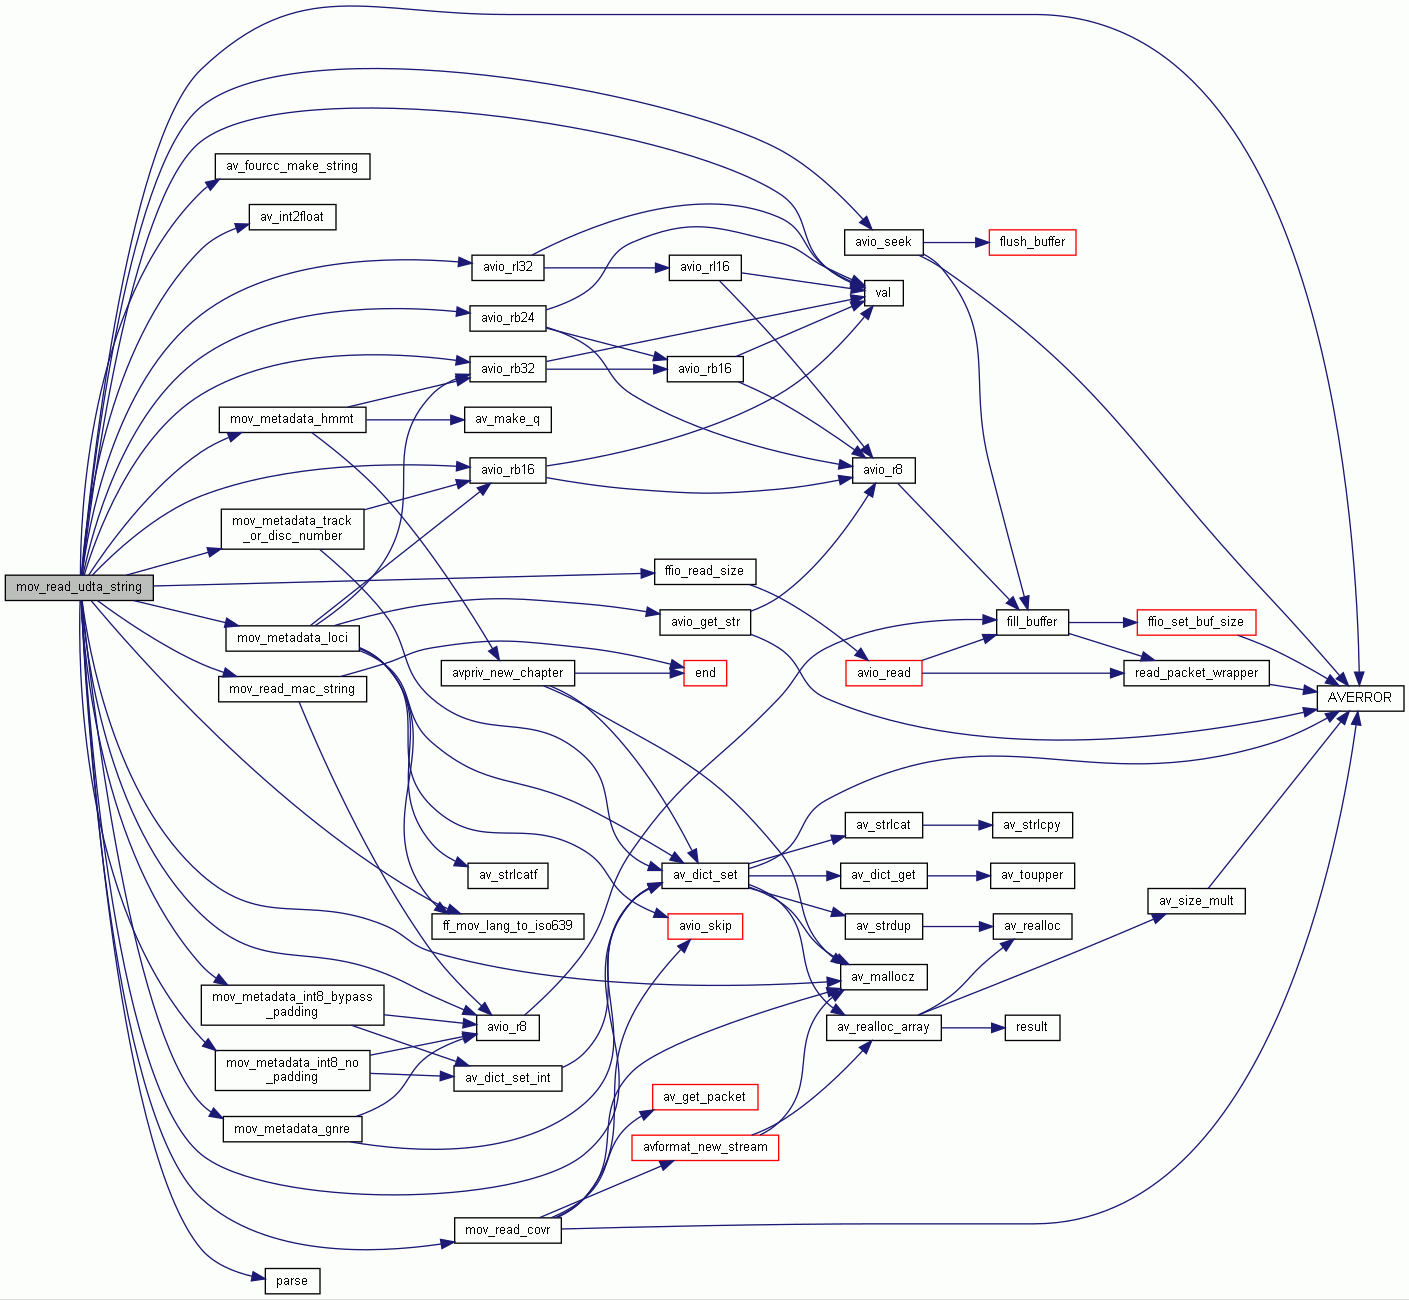 av_fourcc_make_string
av_int2float
avio_seek
flush_buffer
avio_rl32
avio_rl16
val
avio_rb24
avio_rb32
avio_rb16
mov_metadata_hmmt
av_make_q
avio_rb16
avio_r8
mov_metadata_track
_or_disc_number
ffio_read_size
mov_read_udta_string
mov_metadata_loci
avio_get_str
fill_buffer
ffio_set_buf_size
avpriv_new_chapter
end
avio_read
read_packet_wrapper
mov_read_mac_string
AVERROR
av_strlcat
av_strlcpy
av_strlcatf
av_dict_set
av_dict_get
av_toupper
av_size_mult
ff_mov_lang_to_iso639
avio_skip
av_strdup
av_realloc
av_mallocz
mov_metadata_int8_bypass
_padding
avio_r8
av_realloc_array
result
mov_metadata_int8_no
_padding
av_dict_set_int
av_get_packet
mov_metadata_gnre
avformat_new_stream
mov_read_covr
parse